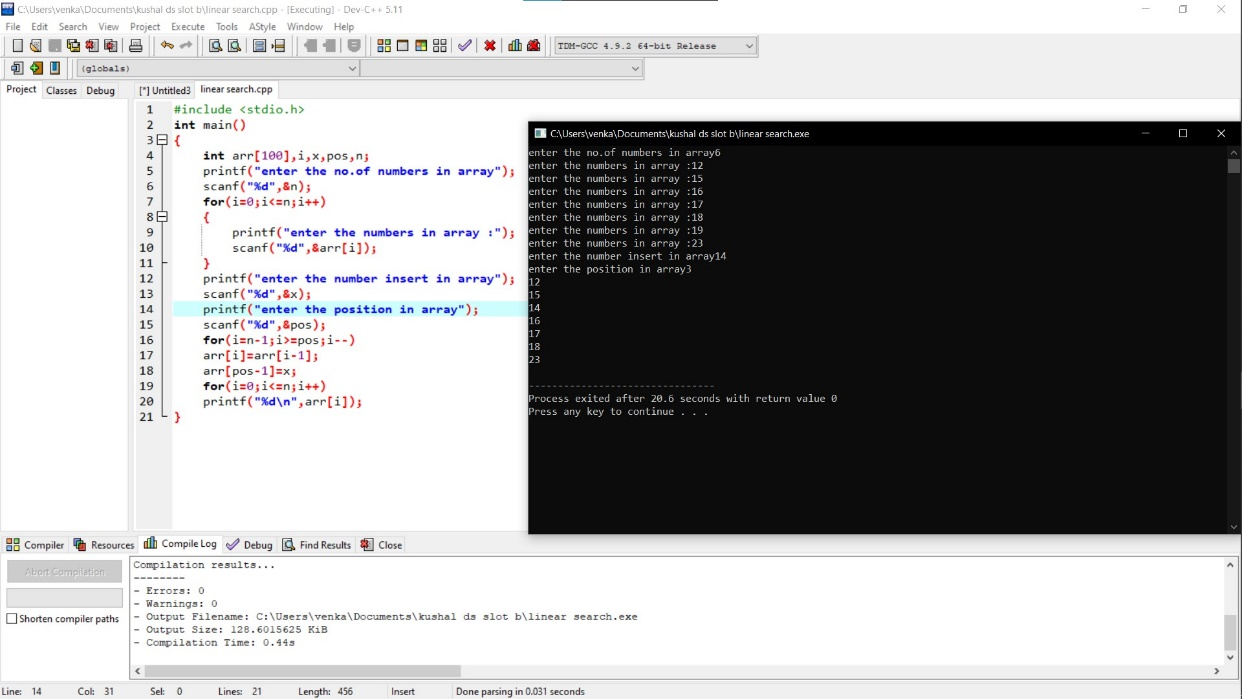 C:\Users\venka\Documents\kushal ds slot b\linear search.cpp - [Executing] - Dev-C++ 5.11
File Edit Search View Project Execute Tools AStyle Window Help
TDM-GCC 4.9.2 64-bit Release
(globals)
Project Classes Debug
[*] Untitled3 linear search.cpp
1 #include <stdio.h>
2 int main()
3 {
4 int arr[100],i,x,pos,n;
5 printf("enter the no.of numbers in array");
6 scanf("%d",&n);
7 for(i=0;i<=n;i++)
8 {
9 printf("enter the numbers in array :");
10 scanf("%d",&arr[i]);
11 }
12 printf("enter the number insert in array");
13 scanf("%d",&x);
14 printf("enter the position in array");
15 scanf("%d",&pos);
16 for(i=n-1;i>=pos;i--)
17 arr[i]=arr[i-1];
18 arr[pos-1]=x;
19 for(i=0;i<=n;i++)
20 printf("%d\n",arr[i]);
21 }
C:\Users\venka\Documents\kushal ds slot b\linear search.exe
enter the no.of numbers in array6
enter the numbers in array :12
enter the numbers in array :15
enter the numbers in array :16
enter the numbers in array :17
enter the numbers in array :18
enter the numbers in array :19
enter the numbers in array :23
enter the number insert in array14
enter the position in array3
12
15
14
16
17
18
23
--------------------------------
Process exited after 20.6 seconds with return value 0
Press any key to continue . . .
Compiler Resources Compile Log Debug Find Results Close
Abort Compilation
Shorten compiler paths
Compilation results...
--------
- Errors: 0
- Warnings: 0
- Output Filename: C:\Users\venka\Documents\kushal ds slot b\linear search.exe
- Output Size: 128.6015625 KiB
- Compilation Time: 0.44s
Line: 14 Col: 31 Sel: 0 Lines: 21 Length: 456 Insert Done parsing in 0.031 seconds